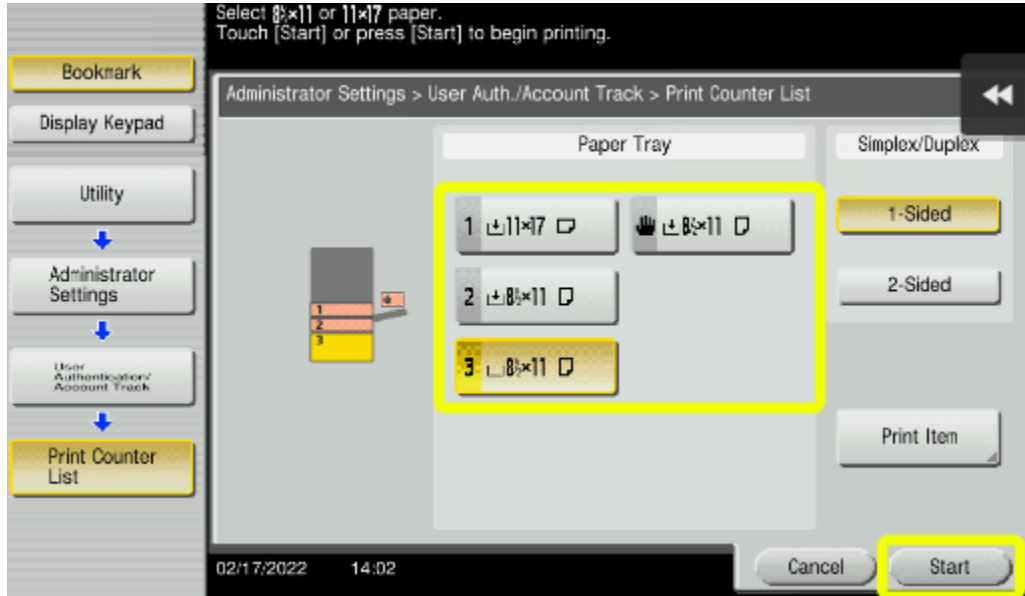 Select 8½×11 or 11×17 paper.
Touch [Start] or press [Start] to begin printing.
Bookmark
Display Keypad
Utility
Administrator
Settings
User
Authentication/
Account Track
Print Counter
List
Administrator Settings > User Auth./Account Track > Print Counter List
Paper Tray
Simplex/Duplex
1 11×17
8½×11
2 8½×11
3 8½×11
1-Sided
2-Sided
1
2
3
Print Item
02/17/2022 14:02
Cancel
Start